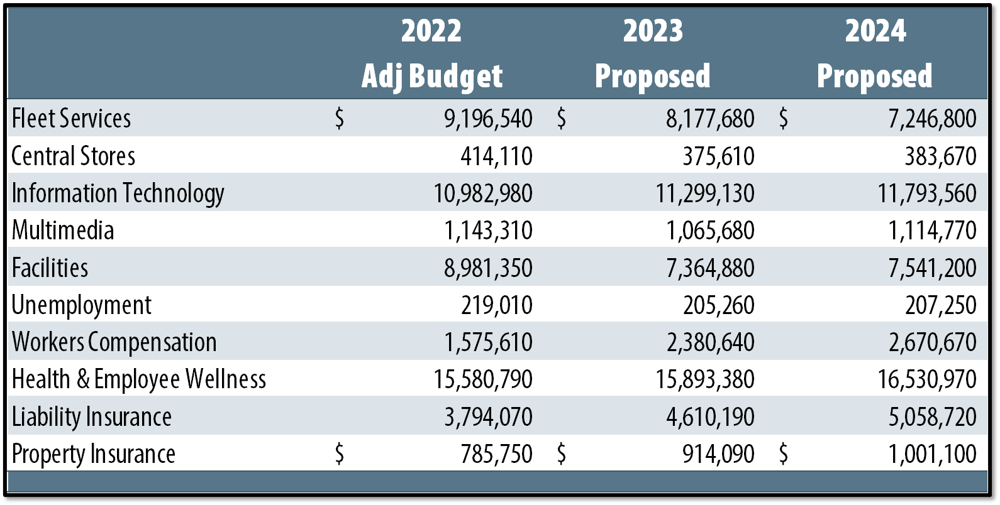 2022 2023 2024
Adj Budget Proposed Proposed
Fleet Services $ 9,196,540 $ 8,177,680 $ 7,246,800
Central Stores 414,110 375,610 383,670
Information Technology 10,982,980 11,299,130 11,793,560
Multimedia 1,143,310 1,065,680 1,114,770
Facilities 8,981,350 7,364,880 7,541,200
Unemployment 219,010 205,260 207,250
Workers Compensation 1,575,610 2,380,640 2,670,670
Health & Employee Wellness 15,580,790 15,893,380 16,530,970
Liability Insurance 3,794,070 4,610,190 5,058,720
Property Insurance $ 785,750 $ 914,090 $ 1,001,100